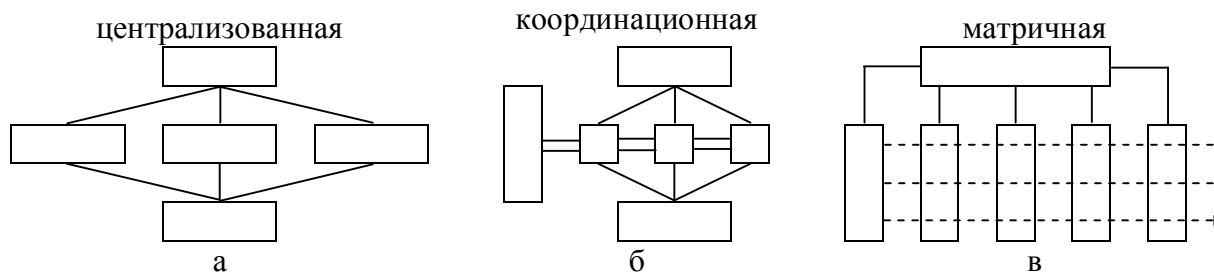 централизованная
координационная
матричная
а
б
в